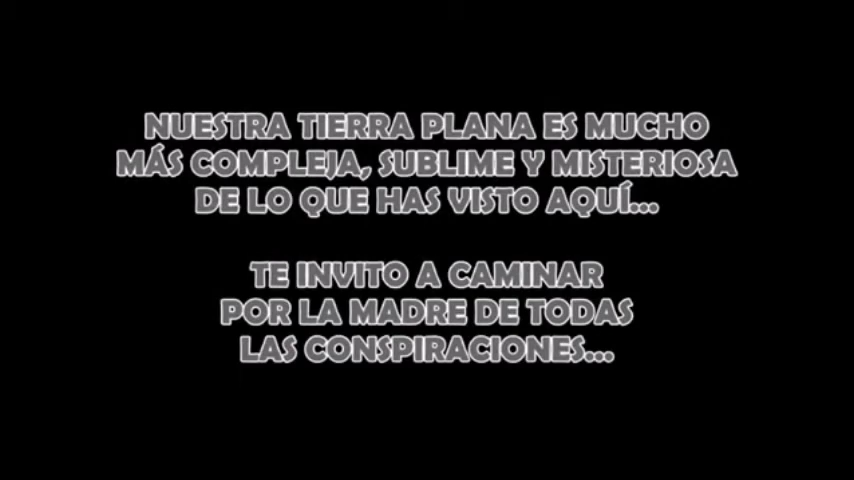 NUESTRA TIERRA PLANA ES MUCHO
MÁS COMPLEJA, SUBLIME Y MISTERIOSA
DE LO QUE HAS VISTO AQUÍ...
TE INVITO A CAMINAR
POR LA MADRE DE TODAS
LAS CONSPIRACIONES...